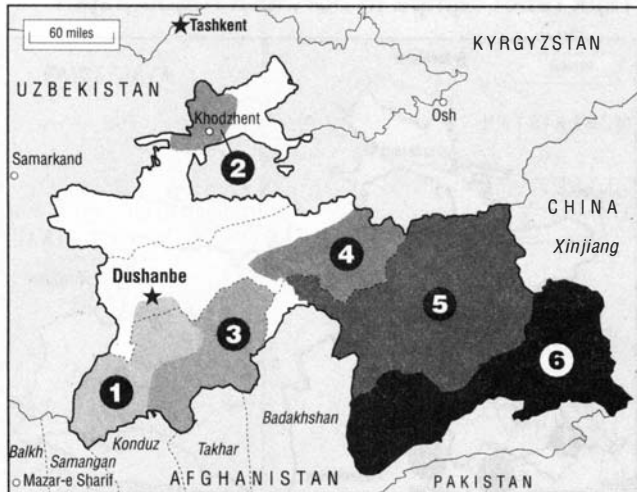 60 miles
Tashkent
KYRGYZSTAN
UZBEKISTAN
Khodzhent
Osh
Samarkand
2
CHINA
Xinjiang
4
Dushanbe
5
3
6
1
Badakhshan
Balkh
Konduz
Takhar
Samangan
Mazar-e Sharif
AFGHANISTAN
PAKISTAN